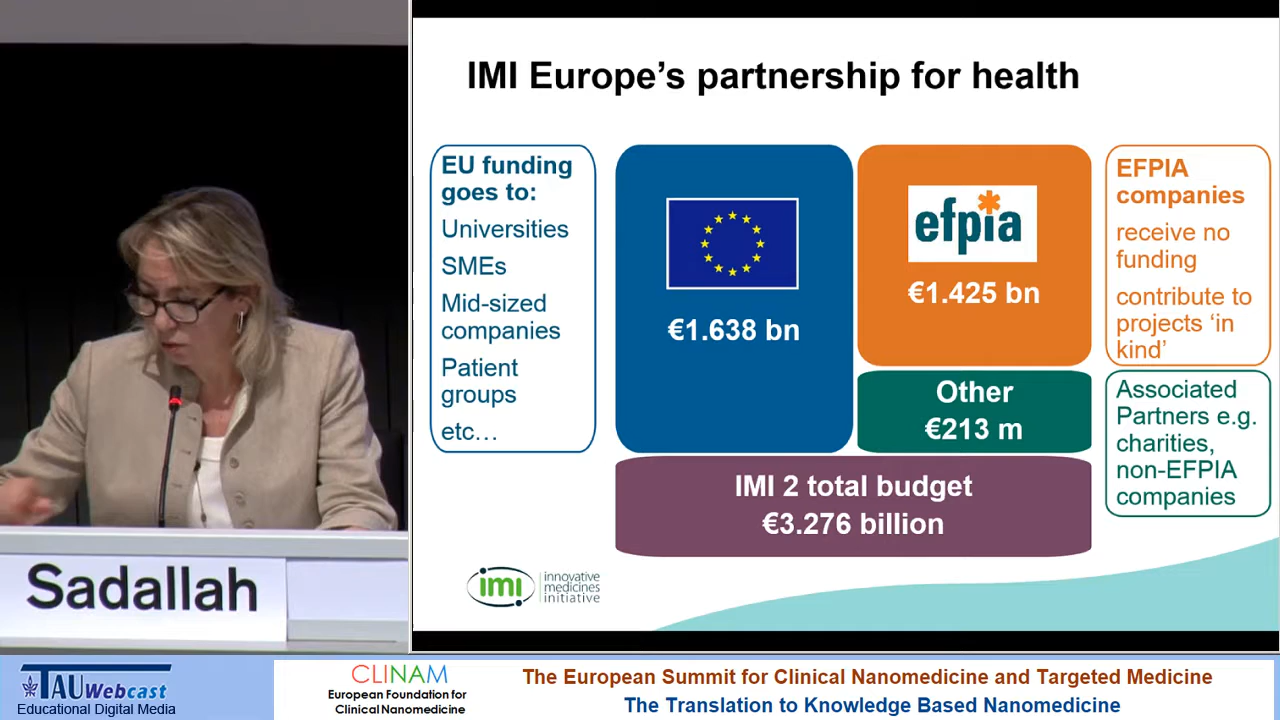 IMI Europe's partnership for health
EU funding
goes to:
Universities
SMEs
Mid-sized
companies
Patient
groups
etc...
€1.638 bn
efpia
€1.425 bn
Other
€213 m
IMI 2 total budget
€3.276 billion
EFPIA
companies
receive no
funding
contribute to
projects 'in
kind'
Associated
Partners e.g.
charities,
non-EFPIA
companies
imi
innovative
medicines
initiative
Sadallah
TAU Webcast
Educational Digital Media
CLINAM
European Foundation for
Clinical Nanomedicine
The European Summit for Clinical Nanomedicine and Targeted Medicine
The Translation to Knowledge Based Nanomedicine